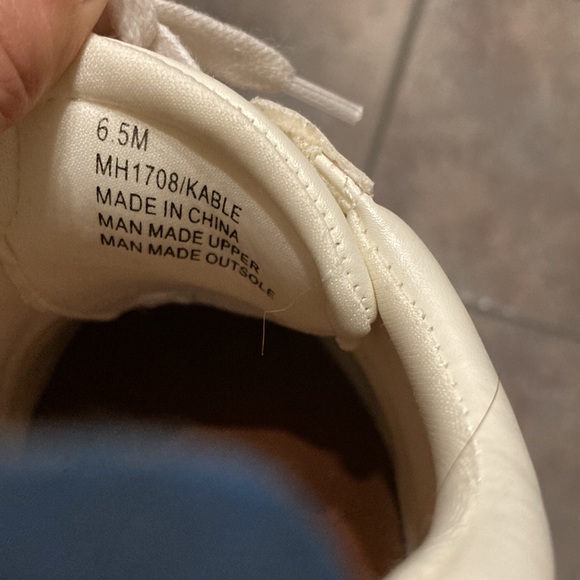 6.5M
MH1708/KABLE
MADE IN CHINA
MAN MADE UPPER
MAN MADE OUTSOLE